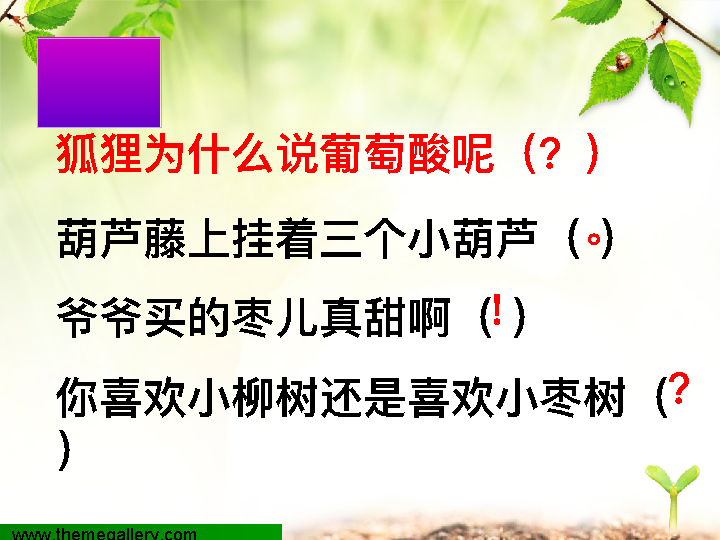 狐狸为什么说葡萄酸呢（？）
葫芦藤上挂着三个小葫芦（。）
爷爷买的枣儿真甜啊（！）
你喜欢小柳树还是喜欢小枣树（？
）
www.themegallery.com